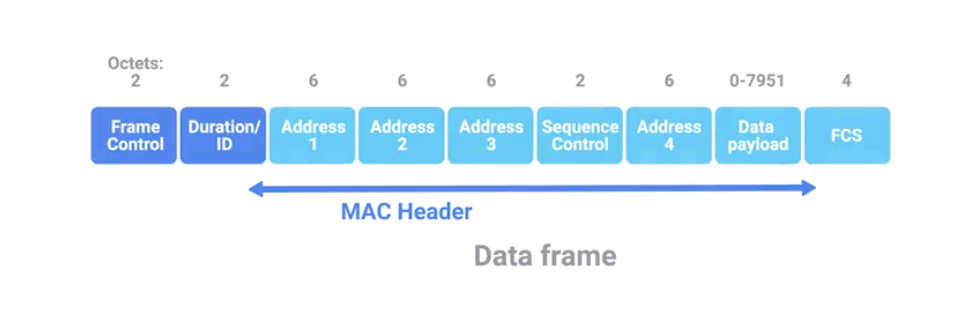 Octets:
2 2 6 6 6 2 6 0-7951 4
Frame Control
Duration/ ID
Address 1
Address 2
Address 3
Sequence Control
Address 4
Data payload
FCS
MAC Header
Data frame